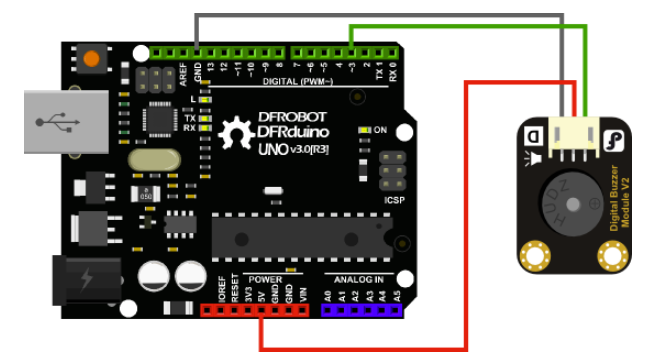 AREF
GND
13
12
~11
~10
~9
8
7
~6
~5
4
~3
2
TX 1
RX 0
DIGITAL (PWM~)
L
TX
RX
DFROBOT
DFRduino
UNO v3.0[R3]
ON
ICSP
a
050
IOREF
RESET
3V3
5V
GND
GND
VIN
POWER
ANALOG IN
A0
A1
A2
A3
A4
A5
D
HUDZ
Digital Buzzer
Module V2